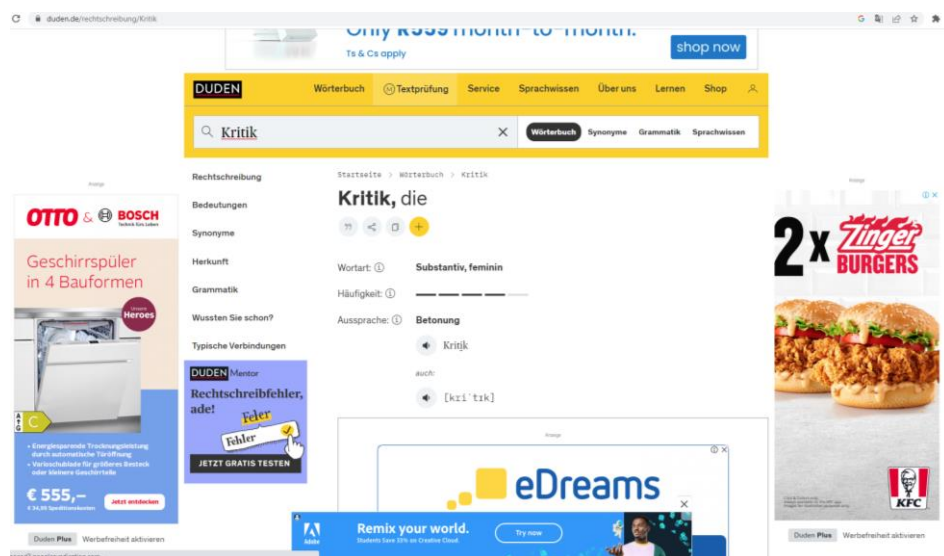 duden.de/rechtschreibung/Kritik
Only R559 month-to-month.
Ts & Cs apply
shop now
DUDEN
Wörterbuch
Textprüfung
Service
Sprachwissen
Über uns
Lernen
Shop
Kritik
Wörterbuch
Synonyme
Grammatik
Sprachwissen
Rechtschreibung
Bedeutungen
Synonyme
Herkunft
Grammatik
Wussten Sie schon?
Typische Verbindungen
Startseite > Wörterbuch > Kritik
Kritik, die
Wortart:
Substantiv, feminin
Häufigkeit:
Aussprache:
Betonung
Kritik
auch:
[kriˈtɪk]
Anzeige
OTTO & BOSCH
Technik fürs Leben
Geschirrspüler
in 4 Bauformen
Unsere
Heroes
A
G
C
• Energiesparende Trocknungsleistung
durch automatische Türöffnung
• Varioschublade für größeres Besteck
oder kleinere Geschirrteile
€ 555,–
Jetzt entdecken
Duden Plus Werbefreiheit aktivieren
DUDEN Mentor
Rechtschreibfehler,
ade!
Feler
Fehler
JETZT GRATIS TESTEN
Anzeige
eDreams
Adobe
Remix your world.
Students Save 55% on Creative Cloud.
Try now
Anzeige
2x Zinger
BURGERS
KFC
Duden Plus Werbefreiheit aktivieren